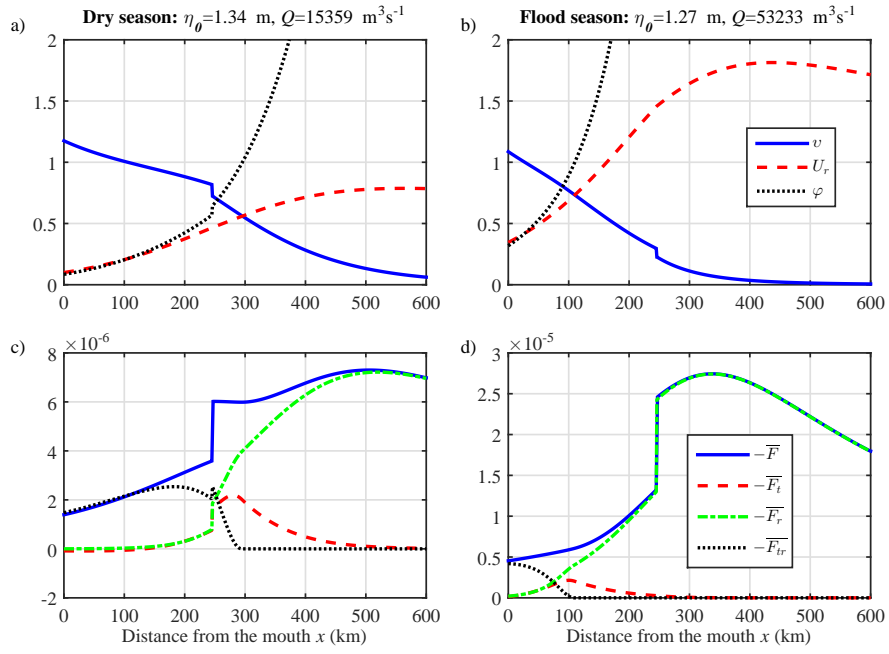 Dry season: η₀=1.34 m, Q=15359 m³s⁻¹
Flood season: η₀=1.27 m, Q=53233 m³s⁻¹
a)
2
1.5
1
0.5
0
0 100 200 300 400 500 600
b)
2
1.5
1
0.5
0
υ
U_r
φ
0 100 200 300 400 500 600
c)
×10⁻⁶
8
6
4
2
0
-2
0 100 200 300 400 500 600
Distance from the mouth x (km)
d)
×10⁻⁵
3
2.5
2
1.5
1
0.5
0
−F̅
−F̅_t
−F̅_r
−F̅_tr
0 100 200 300 400 500 600
Distance from the mouth x (km)